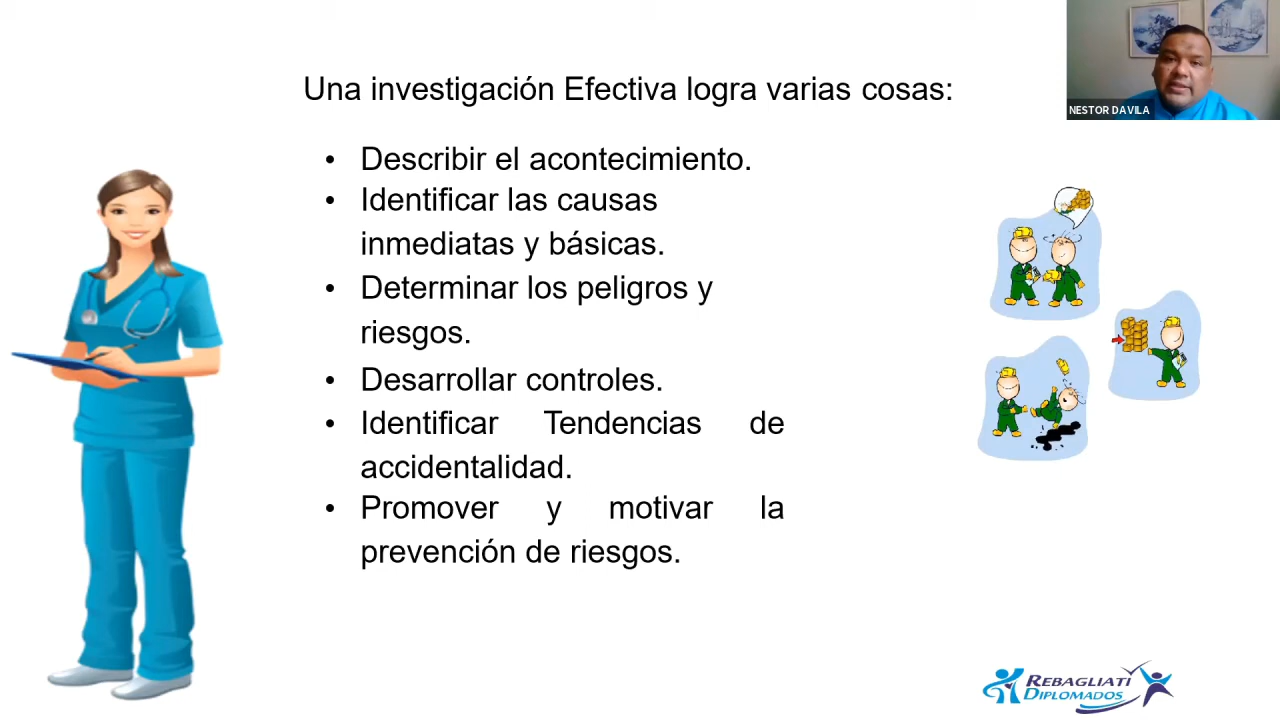 Una investigación Efectiva logra varias cosas:
NESTOR DAVILA
• Describir el acontecimiento.
• Identificar las causas
inmediatas y básicas.
• Determinar los peligros y
riesgos.
• Desarrollar controles.
• Identificar Tendencias de
accidentalidad.
• Promover y motivar la
prevención de riesgos.
REBAGLIATI
DIPLOMADOS